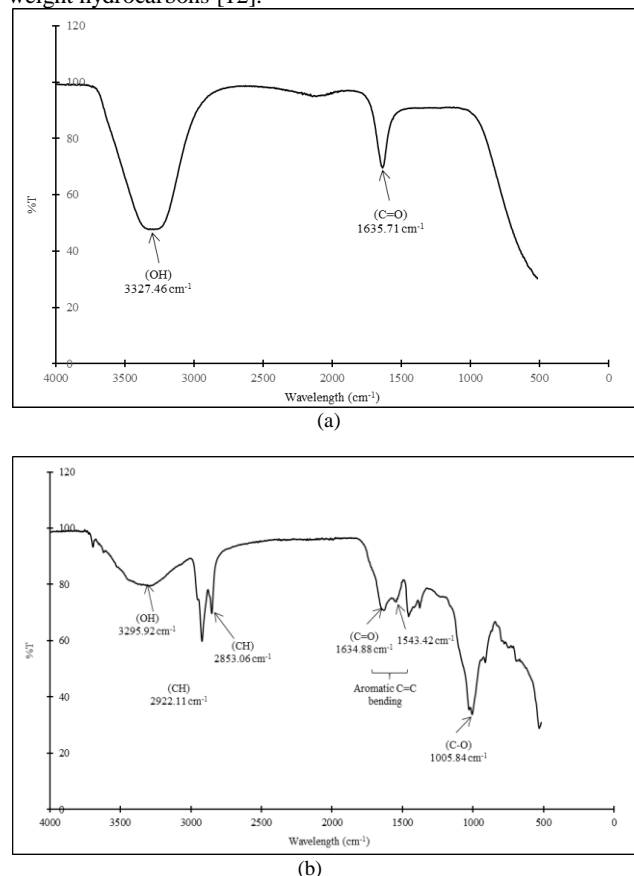 weight hydrocarbons [12].
120
100
80
60
40
20
0
%T
(OH)
3327.46 cm-1
(C=O)
1635.71 cm-1
4000 3500 3000 2500 2000 1500 1000 500 0
Wavelength (cm-1)
(a)
120
100
80
60
40
20
0
%T
(OH)
3295.92 cm-1
(CH)
2853.06 cm-1
(CH)
2922.11 cm-1
(C=O)
1634.88 cm-1
1543.42 cm-1
Aromatic C=C
bending
(C-O)
1005.84 cm-1
4000 3500 3000 2500 2000 1500 1000 500 0
Wavelength (cm-1)
(b)